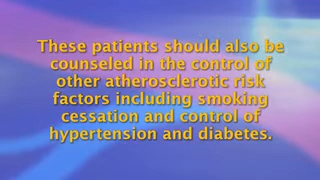 These patients should also be
counseled in the control of
other atherosclerotic risk
factors including smoking
cessation and control of
hypertension and diabetes.